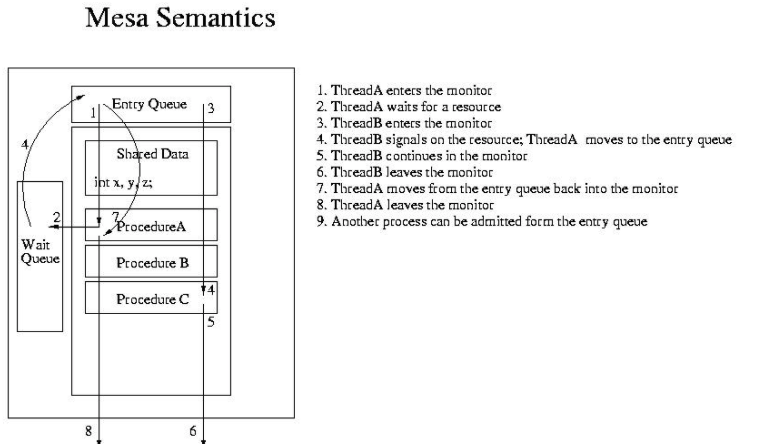 Mesa Semantics
1 Entry Queue 3
Shared Data
int x, y, z;
4
2
7
ProcedureA
Wait
Queue
Procedure B
Procedure C
4
5
8
6
1. ThreadA enters the monitor
2. ThreadA waits for a resource
3. ThreadB enters the monitor
4. ThreadB signals on the resource; ThreadA moves to the entry queue
5. ThreadB continues in the monitor
6. ThreadB leaves the monitor
7. ThreadA moves from the entry queue back into the monitor
8. ThreadA leaves the monitor
9. Another process can be admitted form the entry queue